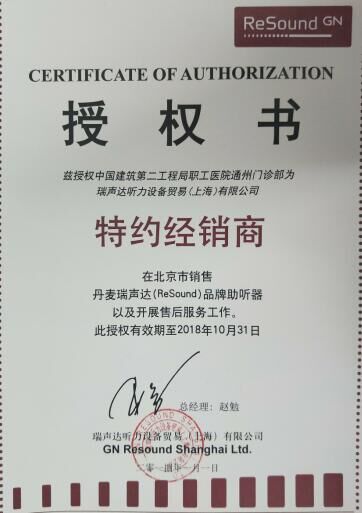 ReSound GN
CERTIFICATE OF AUTHORIZATION
授权书
兹授权中国建筑第二工程局职工医院通州门诊部为
瑞声达听力设备贸易(上海)有限公司
特约经销商
在北京市销售
丹麦瑞声达(ReSound)品牌助听器
以及开展售后服务工作。
此授权有效期至2018年10月31日
总经理: 赵勉
瑞声达听力设备贸易(上海)有限公司
GN Resound Shanghai Ltd.